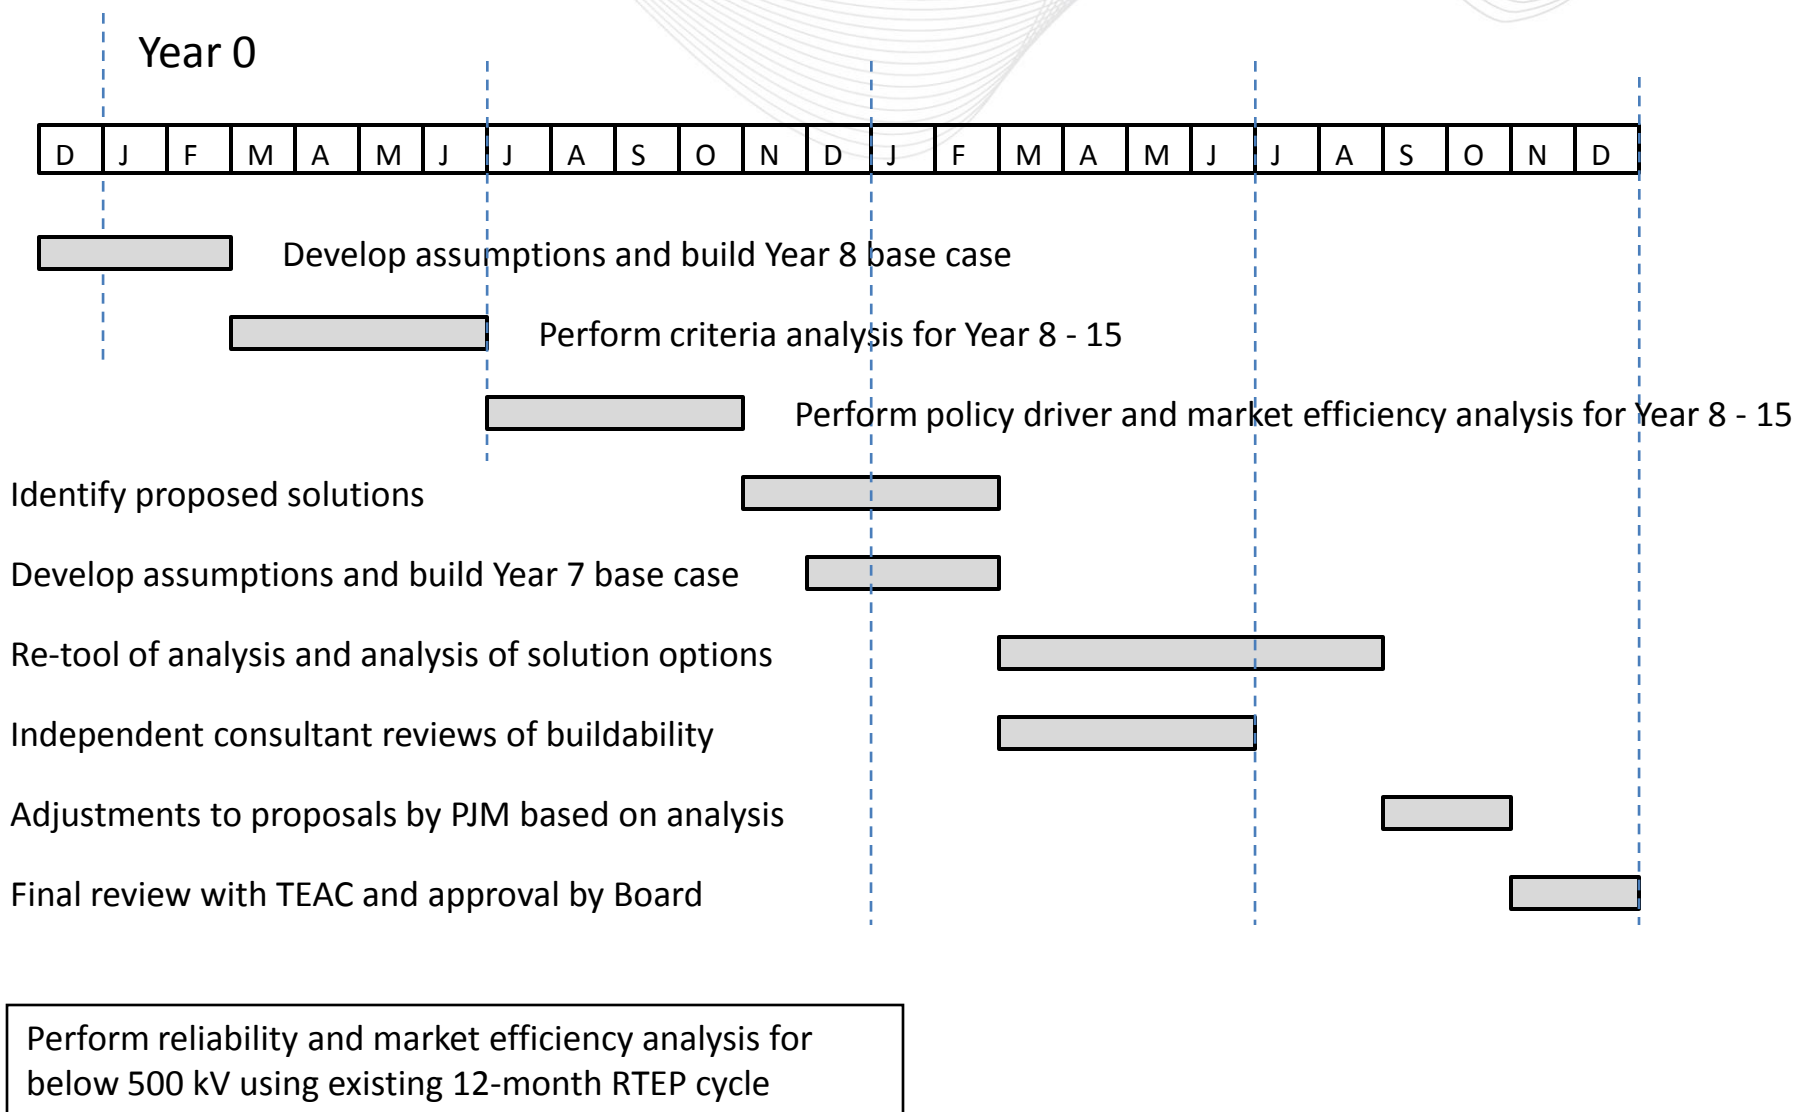 Year 0
D J F M A M J J A S O N D J F M A M J J A S O N D
Develop assumptions and build Year 8 base case
Perform criteria analysis for Year 8 - 15
Perform policy driver and market efficiency analysis for Year 8 - 15
Identify proposed solutions
Develop assumptions and build Year 7 base case
Re-tool of analysis and analysis of solution options
Independent consultant reviews of buildability
Adjustments to proposals by PJM based on analysis
Final review with TEAC and approval by Board
Perform reliability and market efficiency analysis for
below 500 kV using existing 12-month RTEP cycle